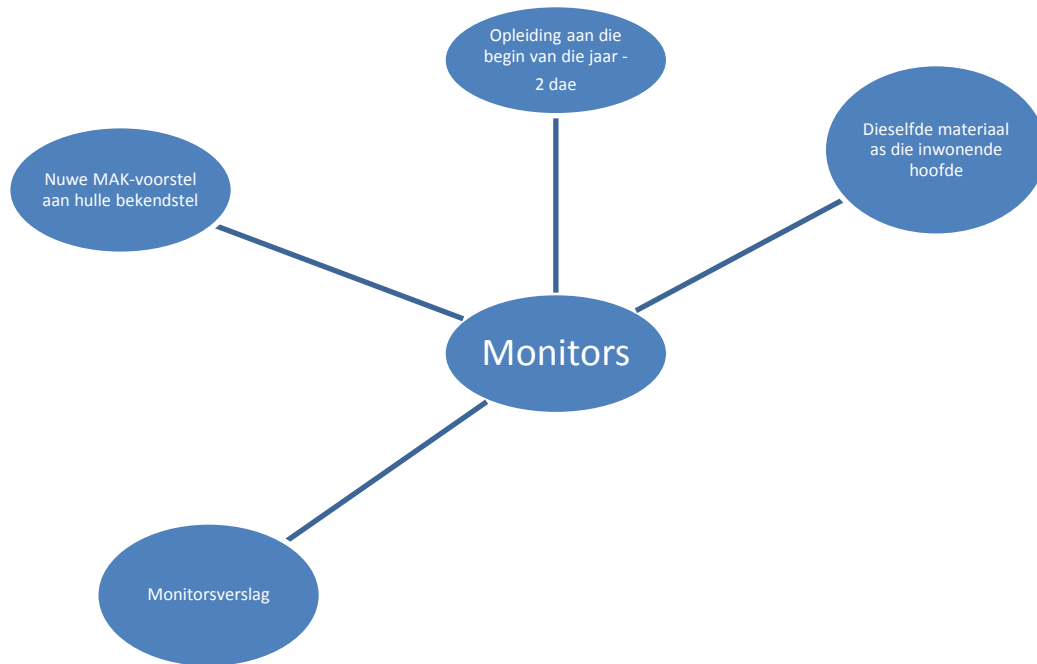 Opleiding aan die
begin van die jaar -
2 dae
Dieselfde materiaal
as die inwonende
hoofde
Nuwe MAK-voorstel
aan hulle bekendstel
Monitors
Monitorsverslag